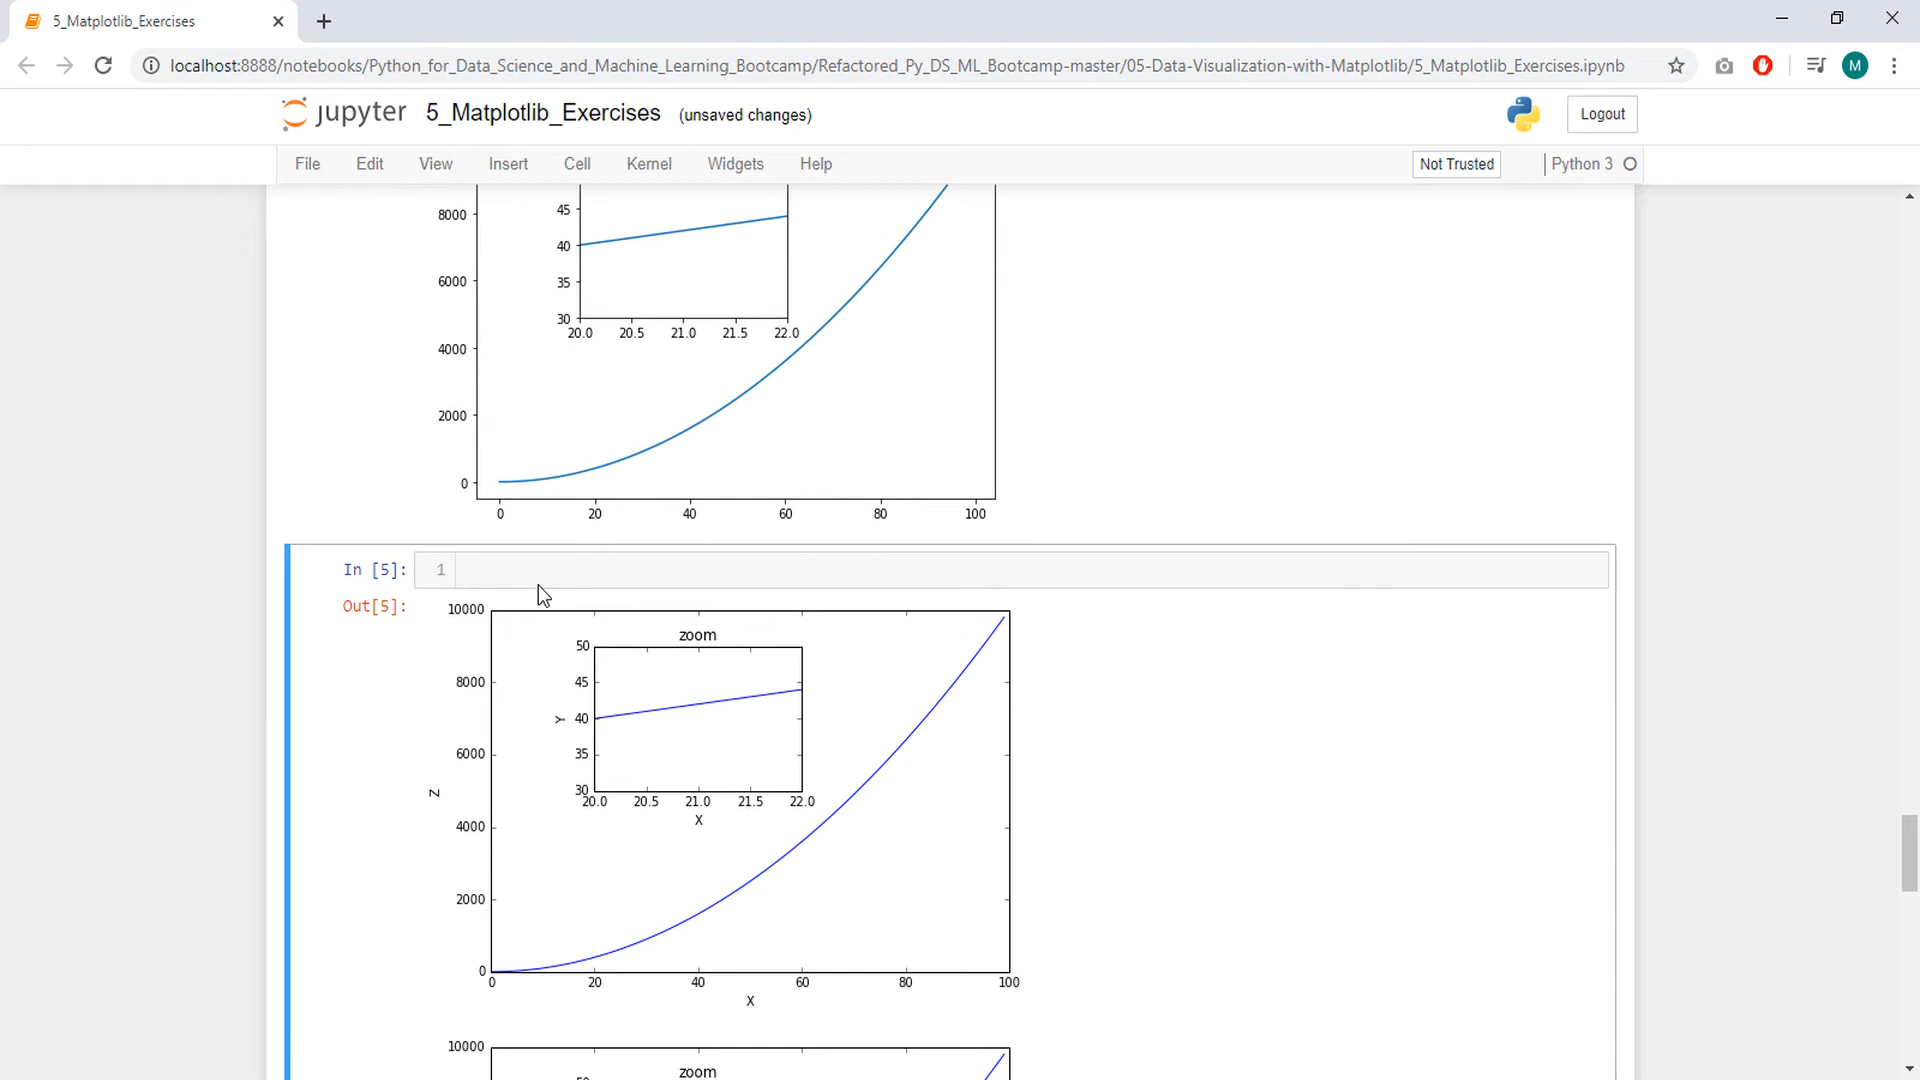 5_Matplotlib_Exercises
localhost:8888/notebooks/Python_for_Data_Science_and_Machine_Learning_Bootcamp/Refactored_Py_DS_ML_Bootcamp-master/05-Data-Visualization-with-Matplotlib/5_Matplotlib_Exercises.ipynb
M
jupyter 5_Matplotlib_Exercises (unsaved changes) Logout
File Edit View Insert Cell Kernel Widgets Help Not Trusted Python 3
8000 6000 4000 2000 0
45 40 35 30
20.0 20.5 21.0 21.5 22.0
0 20 40 60 80 100
In [5]: 1
Out[5]:
10000 8000 6000 4000 2000 0
Z
zoom
50 45 40 35 30
Y
20.0 20.5 21.0 21.5 22.0
X
0 20 40 60 80 100
X
10000
zoom